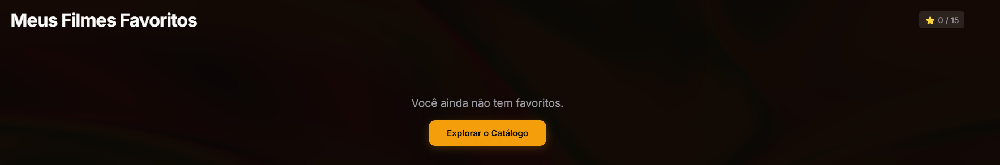 Meus Filmes Favoritos
0 / 15
Você ainda não tem favoritos.
Explorar o Catálogo